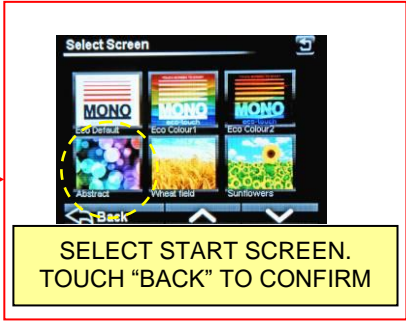 Select Screen
MONO MONO MONO
eco-touch eco-touch
Eco Default Eco Colour1 Eco Colour2
Abstract Wheat field Sunflowers
Back
SELECT START SCREEN.
TOUCH “BACK” TO CONFIRM